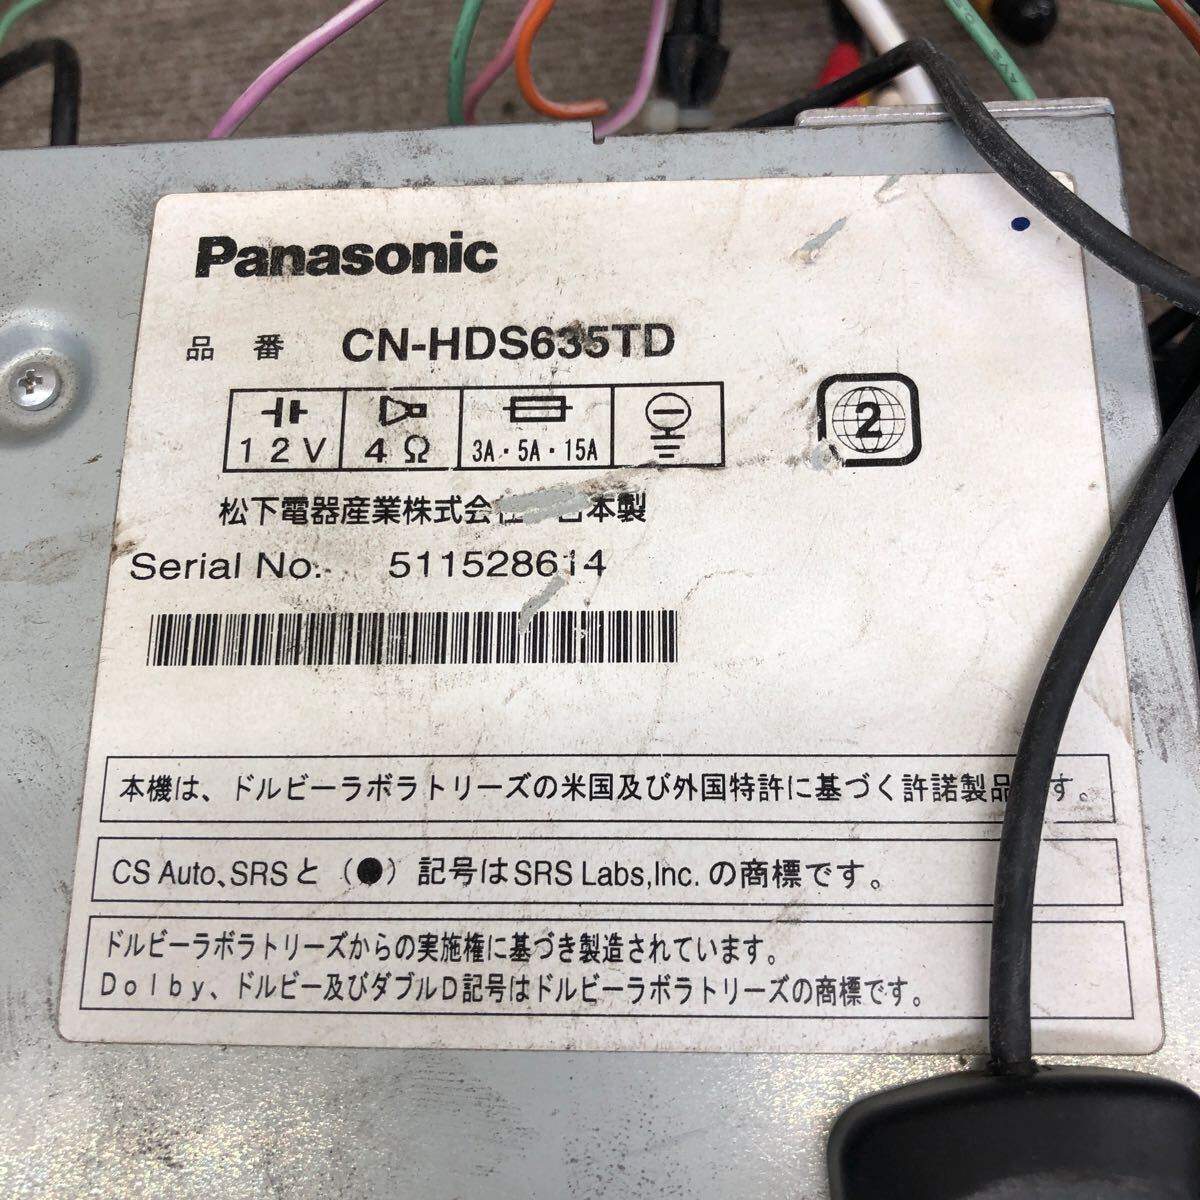 Panasonic
品番 CN-HDS635TD
12V 4Ω 3A・5A・15A
2
松下電器産業株式会 日本製
Serial No. 511528614
本機は、ドルビーラボラトリーズの米国及び外国特許に基づく許諾製品 す。
CS Auto、SRSと(●)記号はSRS Labs,Inc.の商標です。
ドルビーラボラトリーズからの実施権に基づき製造されています。
Dolby、ドルビー及びダブルD記号はドルビーラボラトリーズの商標です。